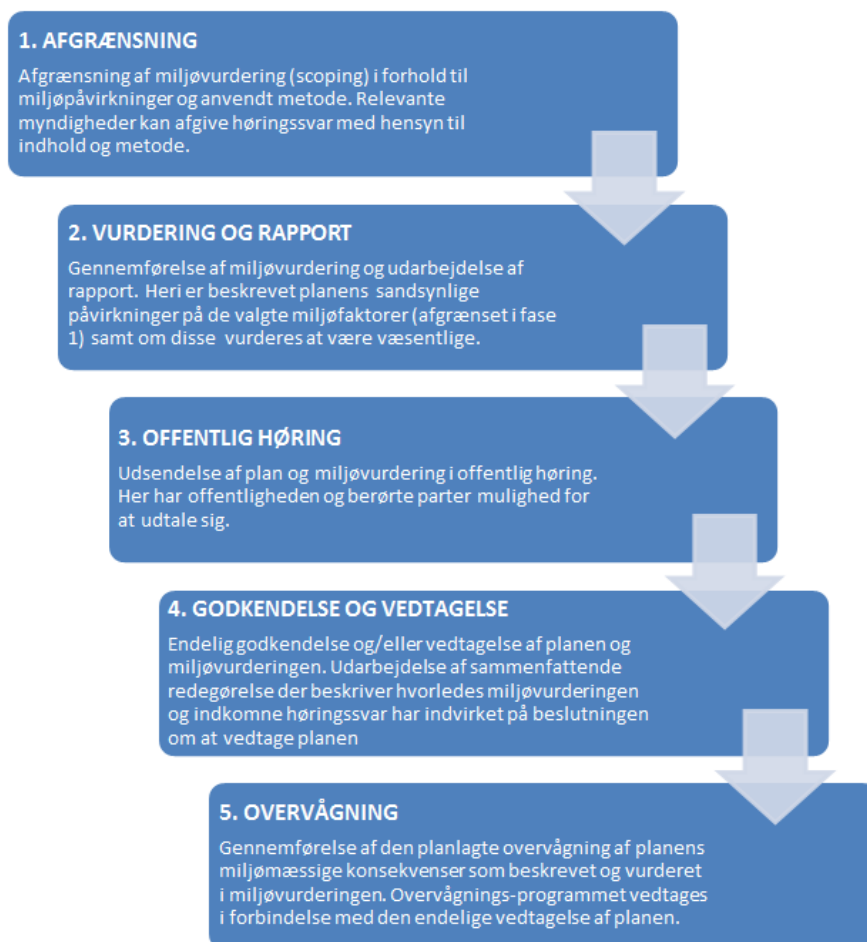 1. AFGRÆNSNING
Afgrænsning af miljøvurdering (scoping) i forhold til
miljøpåvirkninger og anvendt metode. Relevante
myndigheder kan afgive høringssvar med hensyn til
indhold og metode.
2. VURDERING OG RAPPORT
Gennemførelse af miljøvurdering og udarbejdelse af
rapport. Heri er beskrevet planens sandsynlige
påvirkninger på de valgte miljøfaktorer (afgrænset i fase
1) samt om disse vurderes at være væsentlige.
3. OFFENTLIG HØRING
Udsendelse af plan og miljøvurdering i offentlig høring.
Her har offentligheden og berørte parter mulighed for
at udtale sig.
4. GODKENDELSE OG VEDTAGELSE
Endelig godkendelse og/eller vedtagelse af planen og
miljøvurderingen. Udarbejdelse af sammenfattende
redegørelse der beskriver hvorledes miljøvurderingen
og indkomne høringssvar har indvirket på beslutningen
om at vedtage planen
5. OVERVÅGNING
Gennemførelse af den planlagte overvågning af planens
miljømæssige konsekvenser som beskrevet og vurderet
i miljøvurderingen. Overvågnings-programmet vedtages
i forbindelse med den endelige vedtagelse af planen.